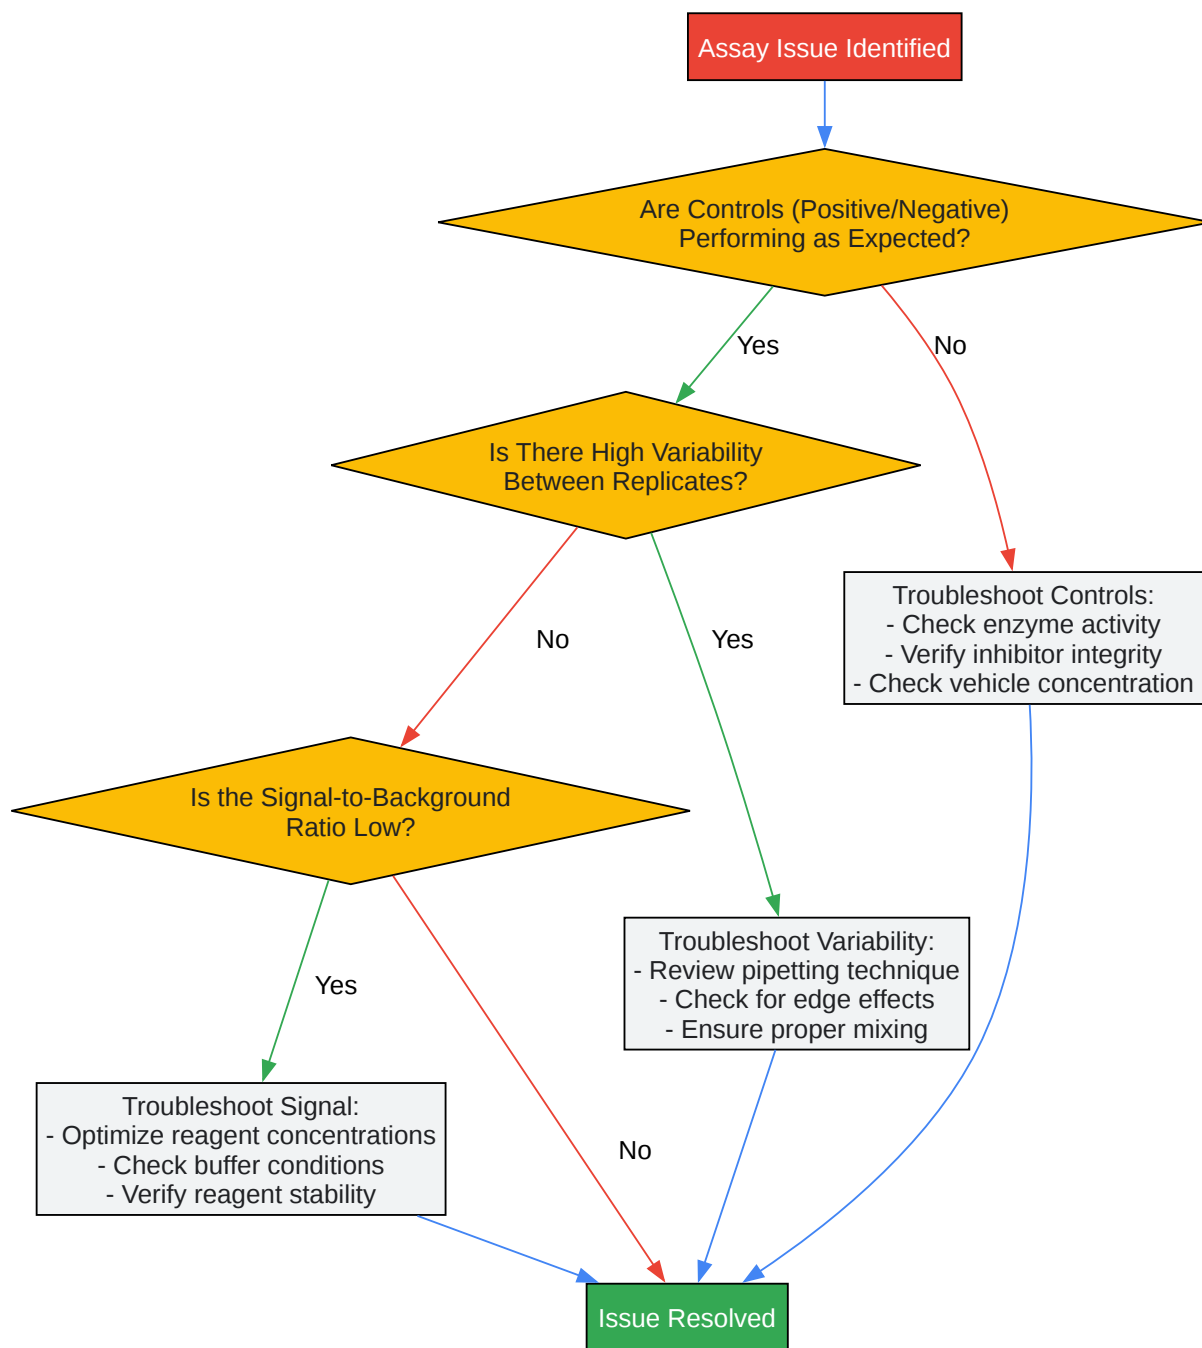 Assay Issue Identified
Are Controls (Positive/Negative)
Performing as Expected?
Yes
No
Is There High Variability
Between Replicates?
No
Yes
Troubleshoot Controls:
- Check enzyme activity
- Verify inhibitor integrity
- Check vehicle concentration
Is the Signal-to-Background
Ratio Low?
Yes
No
Troubleshoot Variability:
- Review pipetting technique
- Check for edge effects
- Ensure proper mixing
Troubleshoot Signal:
- Optimize reagent concentrations
- Check buffer conditions
- Verify reagent stability
Issue Resolved